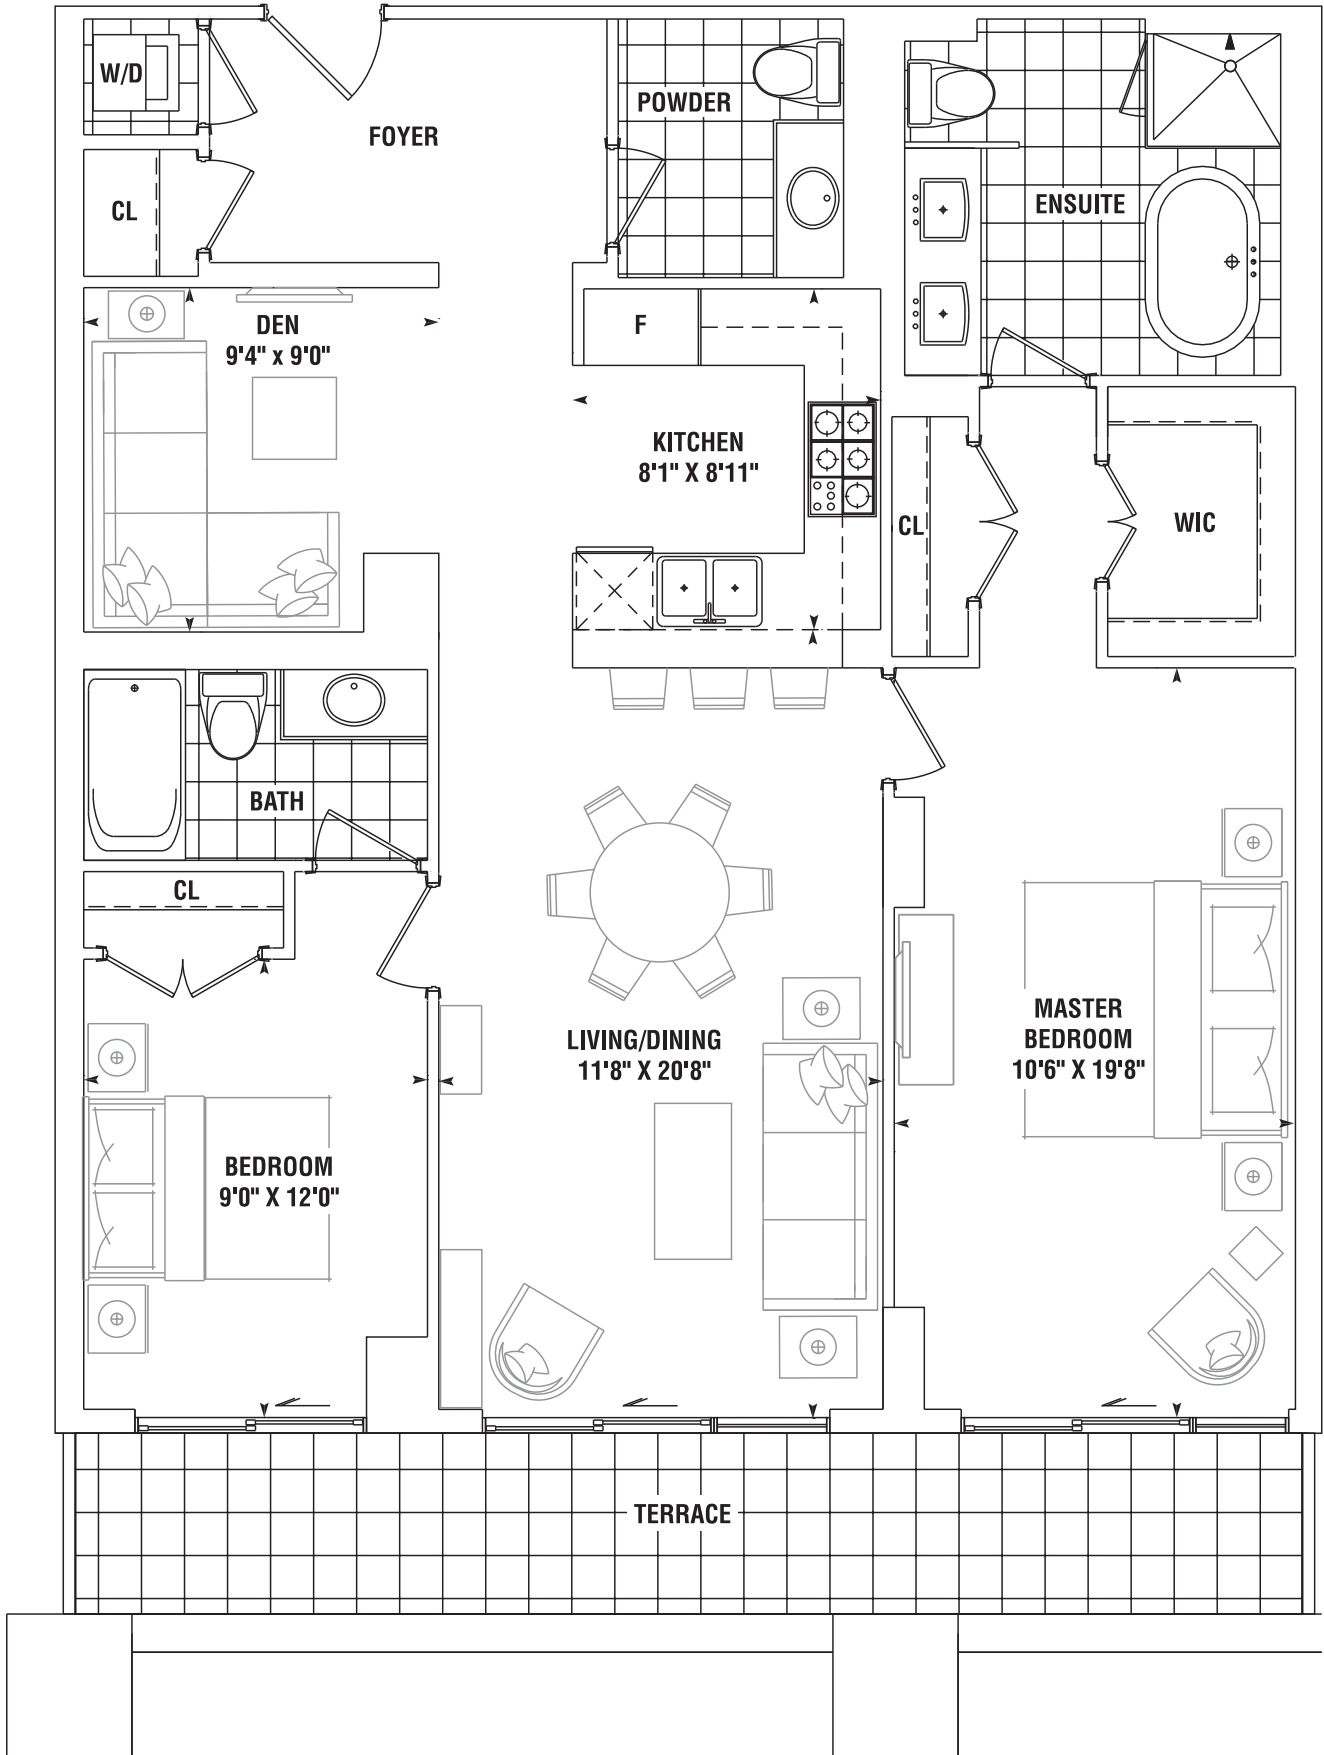 W/D
FOYER
POWDER
CL
ENSUITE
DEN
9'4" x 9'0"
F
KITCHEN
8'1" X 8'11"
CL
WIC
BATH
CL
LIVING/DINING
11'8" X 20'8"
MASTER
BEDROOM
10'6" X 19'8"
BEDROOM
9'0" X 12'0"
TERRACE